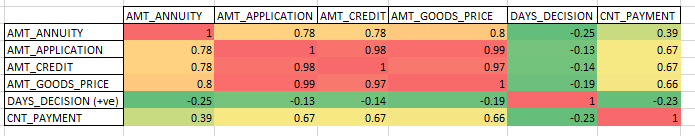 AMT_ANNUITY AMT_APPLICATION AMT_CREDIT AMT_GOODS_PRICE DAYS_DECISION CNT_PAYMENT
AMT_ANNUITY 1 0.78 0.78 0.8 -0.25 0.39
AMT_APPLICATION 0.78 1 0.98 0.99 -0.13 0.67
AMT_CREDIT 0.78 0.98 1 0.97 -0.14 0.67
AMT_GOODS_PRICE 0.8 0.99 0.97 1 -0.19 0.66
DAYS_DECISION (+ve) -0.25 -0.13 -0.14 -0.19 1 -0.23
CNT_PAYMENT 0.39 0.67 0.67 0.66 -0.23 1